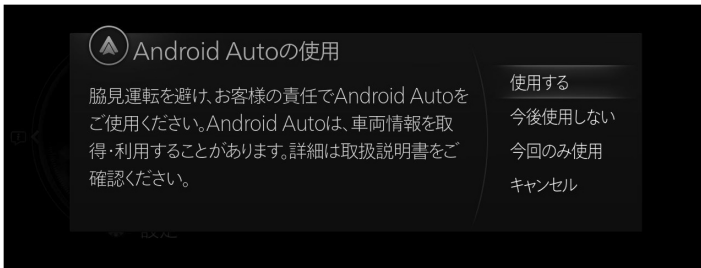 Android Autoの使用
脇見運転を避け、お客様の責任でAndroid Autoを
ご使用ください。Android Autoは、車両情報を取
得・利用することがあります。詳細は取扱説明書をご
確認ください。
使用する
今後使用しない
今回のみ使用
キャンセル
設定